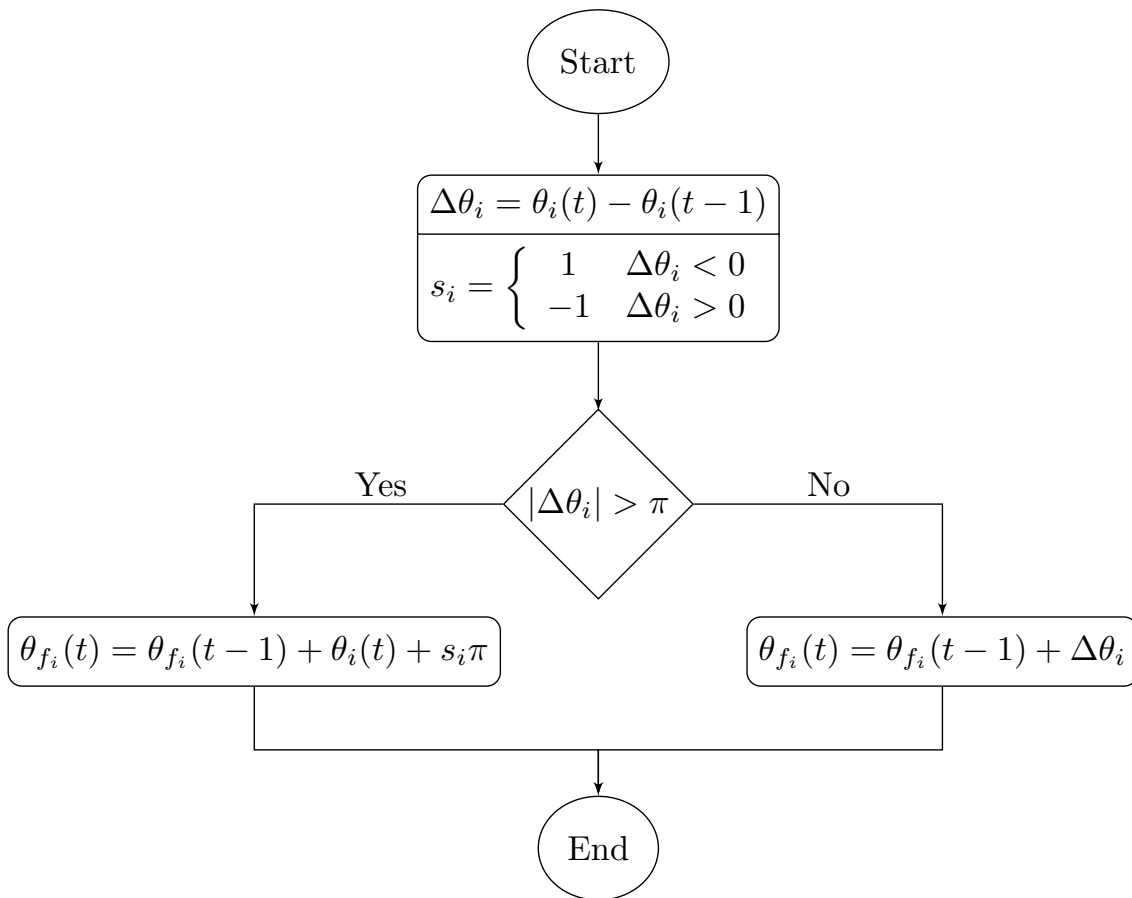 Start
Δθ_i = θ_i(t) − θ_i(t − 1)
s_i = { 1 Δθ_i < 0
−1 Δθ_i > 0
|Δθ_i| > π
Yes
No
θ_{f_i}(t) = θ_{f_i}(t − 1) + θ_i(t) + s_iπ
θ_{f_i}(t) = θ_{f_i}(t − 1) + Δθ_i
End